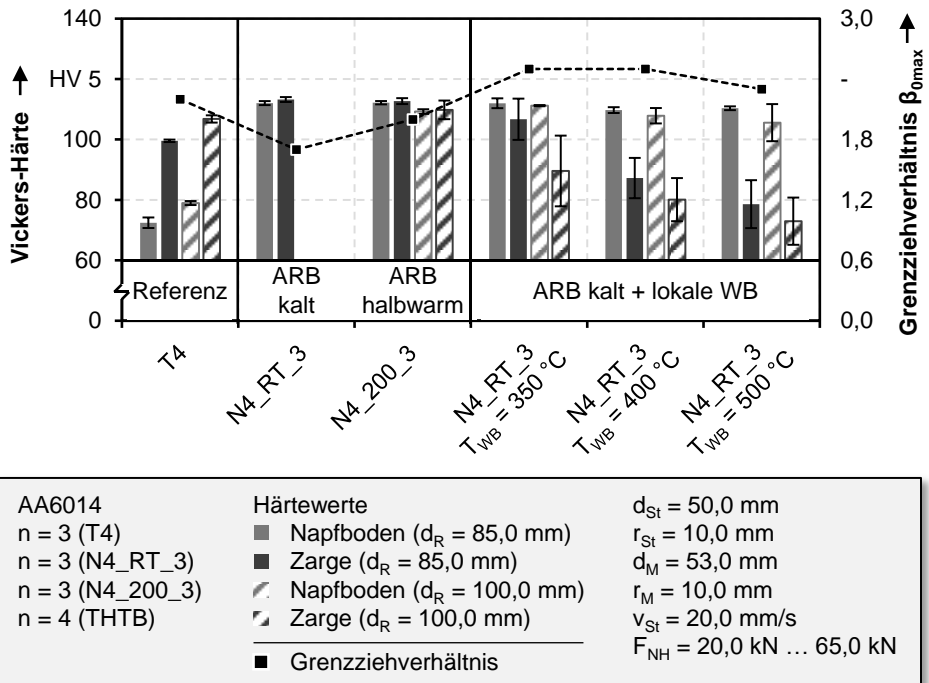 140
HV 5
100
80
60
0
Vickers-Härte
3,0
-
2,4
1,8
1,2
0,6
0,0
Grenzziehverhältnis β0max
Referenz
ARB
kalt
ARB
halbwarm
ARB kalt + lokale WB
T4
N4_RT_3
N4_200_3
N4_RT_3
TWB = 350 °C
N4_RT_3
TWB = 400 °C
N4_RT_3
TWB = 500 °C
AA6014
n = 3 (T4)
n = 3 (N4_RT_3)
n = 3 (N4_200_3)
n = 4 (THTB)
Härtewerte
Napfboden (dR = 85,0 mm)
Zarge (dR = 85,0 mm)
Napfboden (dR = 100,0 mm)
Zarge (dR = 100,0 mm)
Grenzziehverhältnis
dSt = 50,0 mm
rSt = 10,0 mm
dM = 53,0 mm
rM = 10,0 mm
vSt = 20,0 mm/s
FNH = 20,0 kN … 65,0 kN